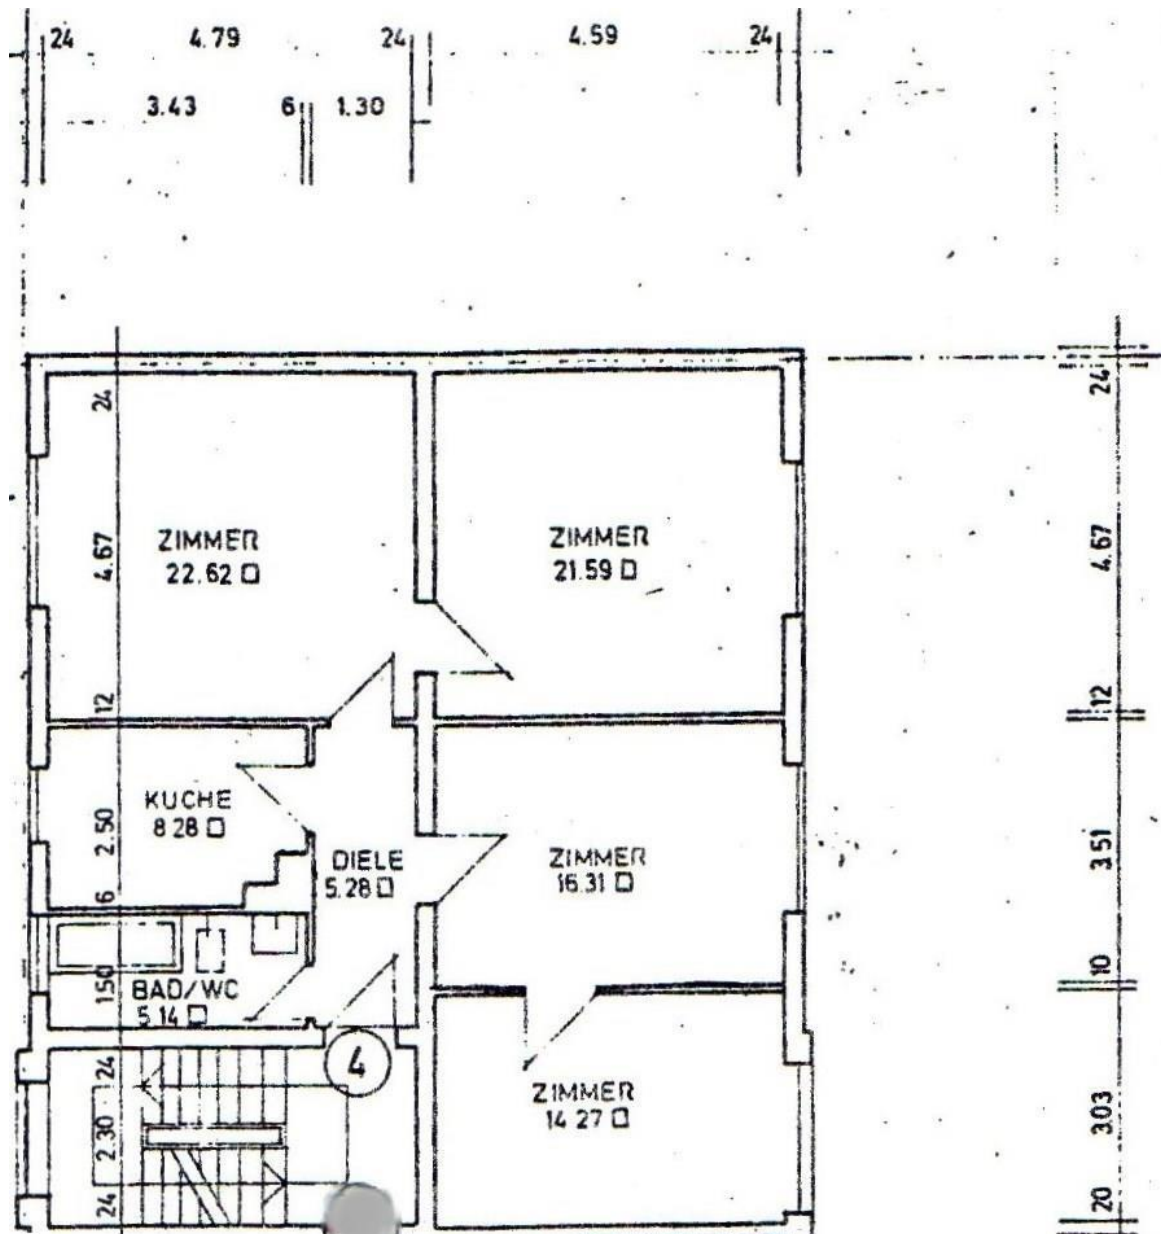 24 4.79 24 4.59 24
3.43 6 1.30
24
4.67
12
2.50
6
150
24
2.30
24
ZIMMER
22.62 □
ZIMMER
21.59 □
KUCHE
8.28 □
DIELE
5.28 □
ZIMMER
16.31 □
BAD/WC
5.14 □
4
ZIMMER
14.27 □
24
4.67
12
3.51
10
3.03
20